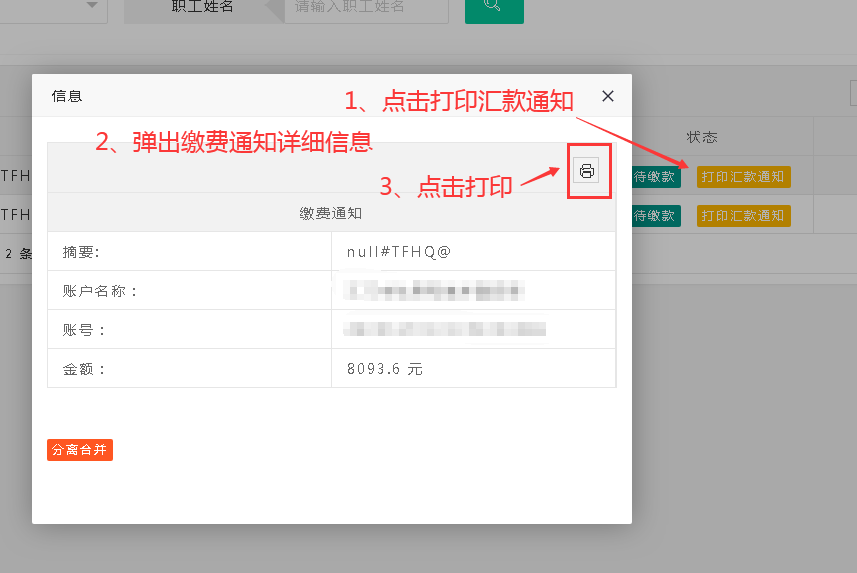 职工姓名
请输入职工姓名
信息
1、点击打印汇款通知
2、弹出缴费通知详细信息
状态
3、点击打印
TFH
待缴款
打印汇款通知
缴费通知
TFH
待缴款
打印汇款通知
摘要:
null#TFHQ@
2 条
账户名称：
账号：
金额：
8093.6 元
分离合并